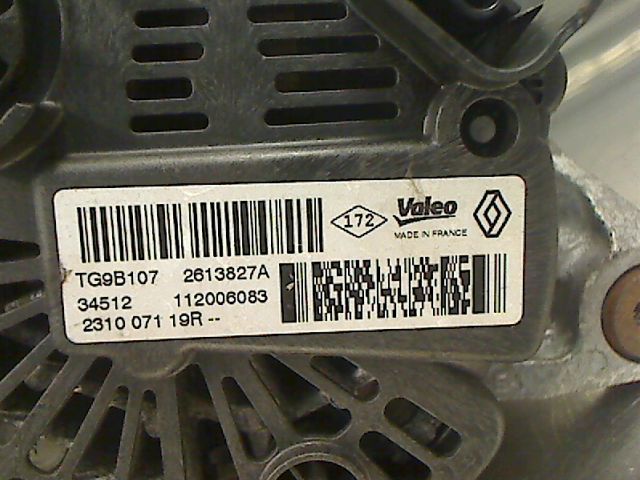 172 Valeo
MADE IN FRANCE
TG9B107 2613827A
34512 112006083
2310 071 19R --